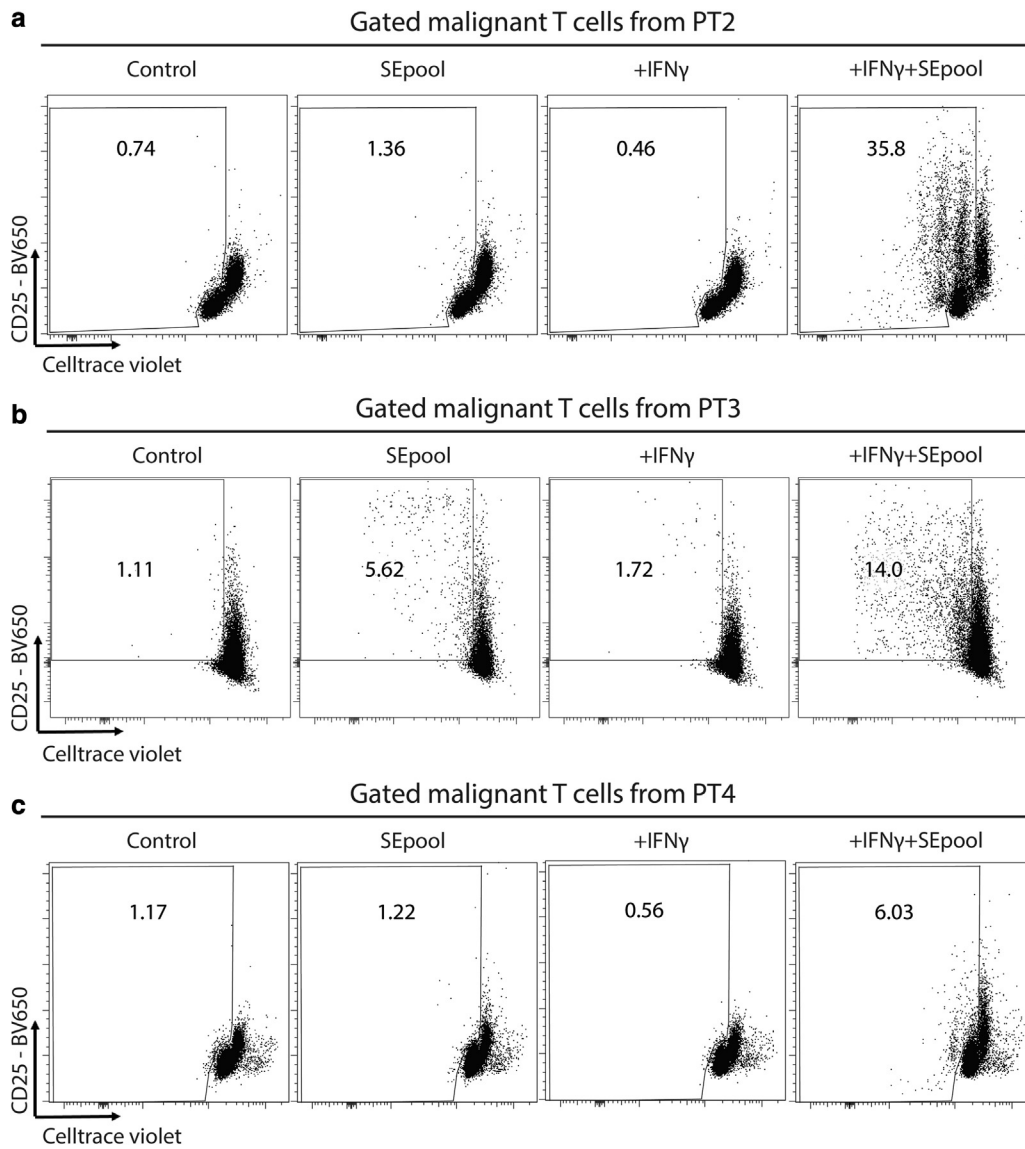 a
Gated malignant T cells from PT2
Control SEpool +IFNγ +IFNγ+SEpool
0.74 1.36 0.46 35.8
CD25 - BV650
Celltrace violet
b
Gated malignant T cells from PT3
Control SEpool +IFNγ +IFNγ+SEpool
1.11 5.62 1.72 14.0
CD25 - BV650
Celltrace violet
c
Gated malignant T cells from PT4
Control SEpool +IFNγ +IFNγ+SEpool
1.17 1.22 0.56 6.03
CD25 - BV650
Celltrace violet